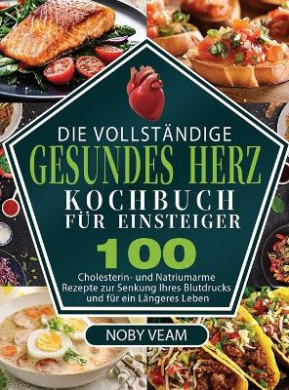 DIE VOLLSTÄNDIGE
GESUNDES HERZ
KOCHBUCH
FÜR EINSTEIGER
100
Cholesterin- und Natriumarme
Rezepte zur Senkung Ihres Blutdrucks
und für ein Längeres Leben
NOBY VEAM